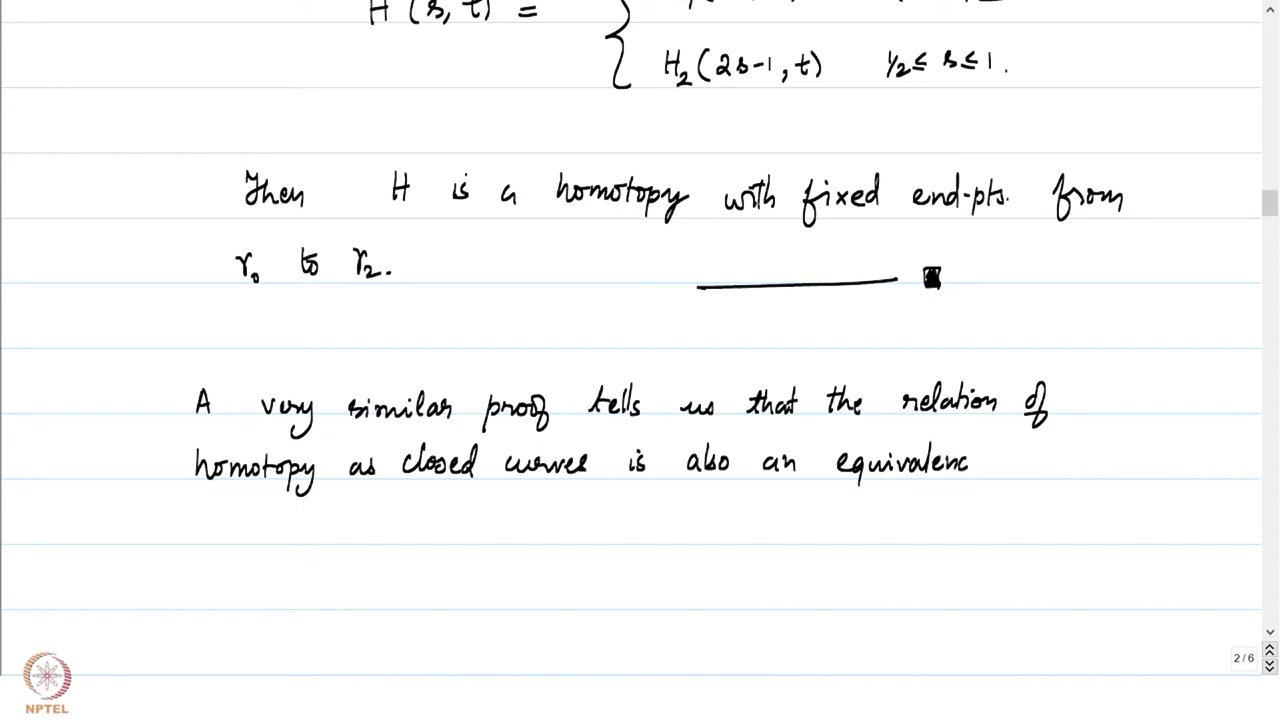 H (s, t) =
H₂(2s-1, t) 1/2 ≤ s ≤ 1.
Then H is a homotopy with fixed end-pts. from
γ₀ to γ₂.
A very similar proof tells us that the relation of
homotopy as closed curves is also an equivalenc
2 / 6
NPTEL